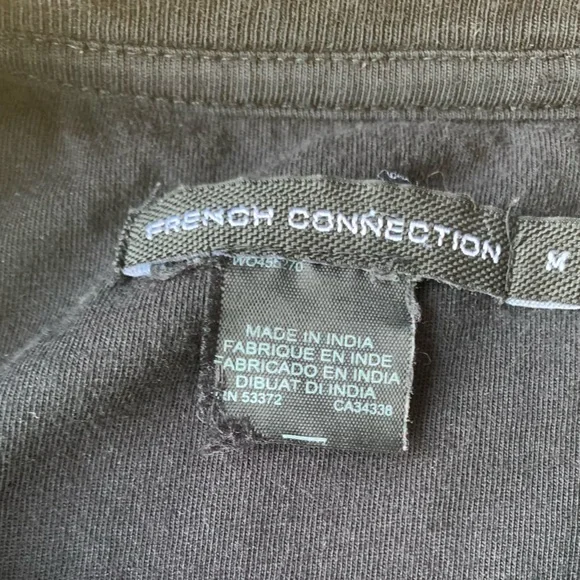 FRENCH CONNECTION
M
MADE IN INDIA
FABRIQUE EN INDE
FABRICADO EN INDIA
DIBUAT DI INDIA
RN 53372 CA34338